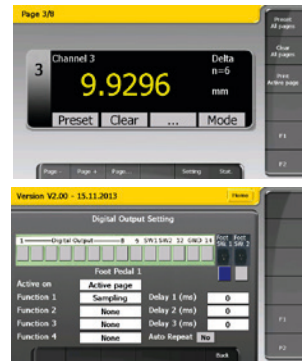 Page 3/8
Preset
All pages
Clear
All pages
Print
Active page
3
Channel 3
Delta
n=6
9.9296
mm
Preset Clear ... Mode
Page - Page + Page... Setting Stat.
F1
F2
Version V2.00 - 15.11.2013
Home
Digital Output Setting
1 Digital Output 8 SW1 SW2 12 GND 14 Foot SW. 1 Foot SW. 2
Foot Pedal 1
Active on Active page
Function 1 Sampling Delay 1 (ms) 0
Function 2 None Delay 2 (ms) 0
Function 3 None Delay 3 (ms) 0
Function 4 None Auto Repeat No
Back
F1
F2